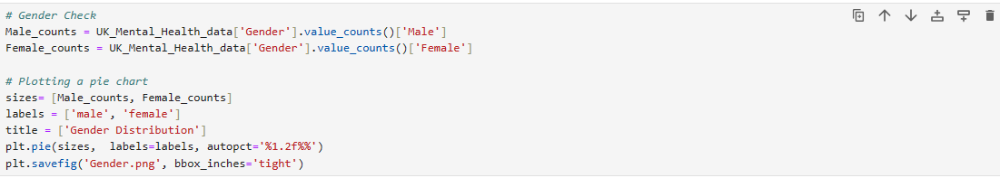 # Gender Check
Male_counts = UK_Mental_Health_data['Gender'].value_counts()['Male']
Female_counts = UK_Mental_Health_data['Gender'].value_counts()['Female']

# Plotting a pie chart
sizes= [Male_counts, Female_counts]
labels = ['male', 'female']
title = ['Gender Distribution']
plt.pie(sizes,  labels=labels, autopct='%1.2f%%')
plt.savefig('Gender.png', bbox_inches='tight')